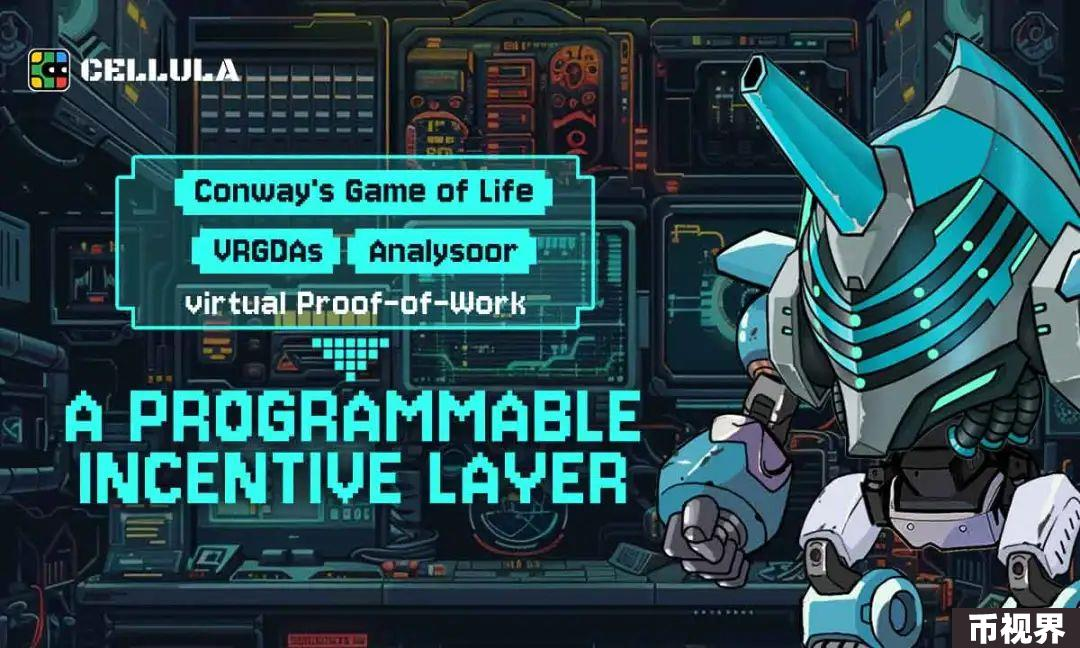 CELLULA
Conway's Game of Life
VRGDAs Analysoor
virtual Proof-of-Work
A PROGRAMMABLE
INCENTIVE LAYER
币视界